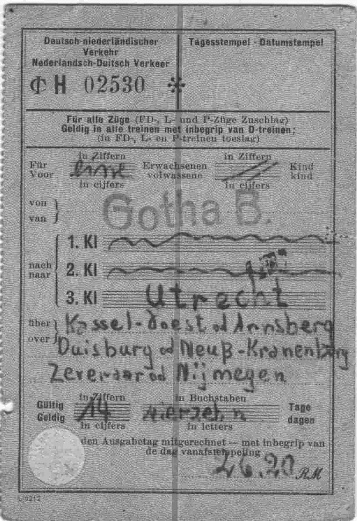 Deutsch-niederländischer
Verkehr
Nederlandsch-Duitsch Verkeer
Tagesstempel - Datumstempel
H 02530 *
Für alle Züge (FD-, L- und P-Züge Zuschlag)
Geldig in alle treinen met inbegrip van D-treinen;
(in FD-, L- en P-treinen toeslag)
in Ziffern in Ziffern
Für eine Erwachsenen Kind
Voor volwassene kind
in cijfers in cijfers
von
van
Gotha B.
1. Kl
nach
naar
2. Kl
3. Kl Utrecht
über Kassel-Soest od Arnsberg
over Duisburg od Neuß-Kranenburg
Zevenaar od Nijmegen
in Ziffern in Buchstaben
Gültig 14 vierzehn Tage
Geldig dagen
in cijfers in letters
den Ausgabetag mitgerechnet — met inbegrip van
de dag van afstempeling
26.20 RM